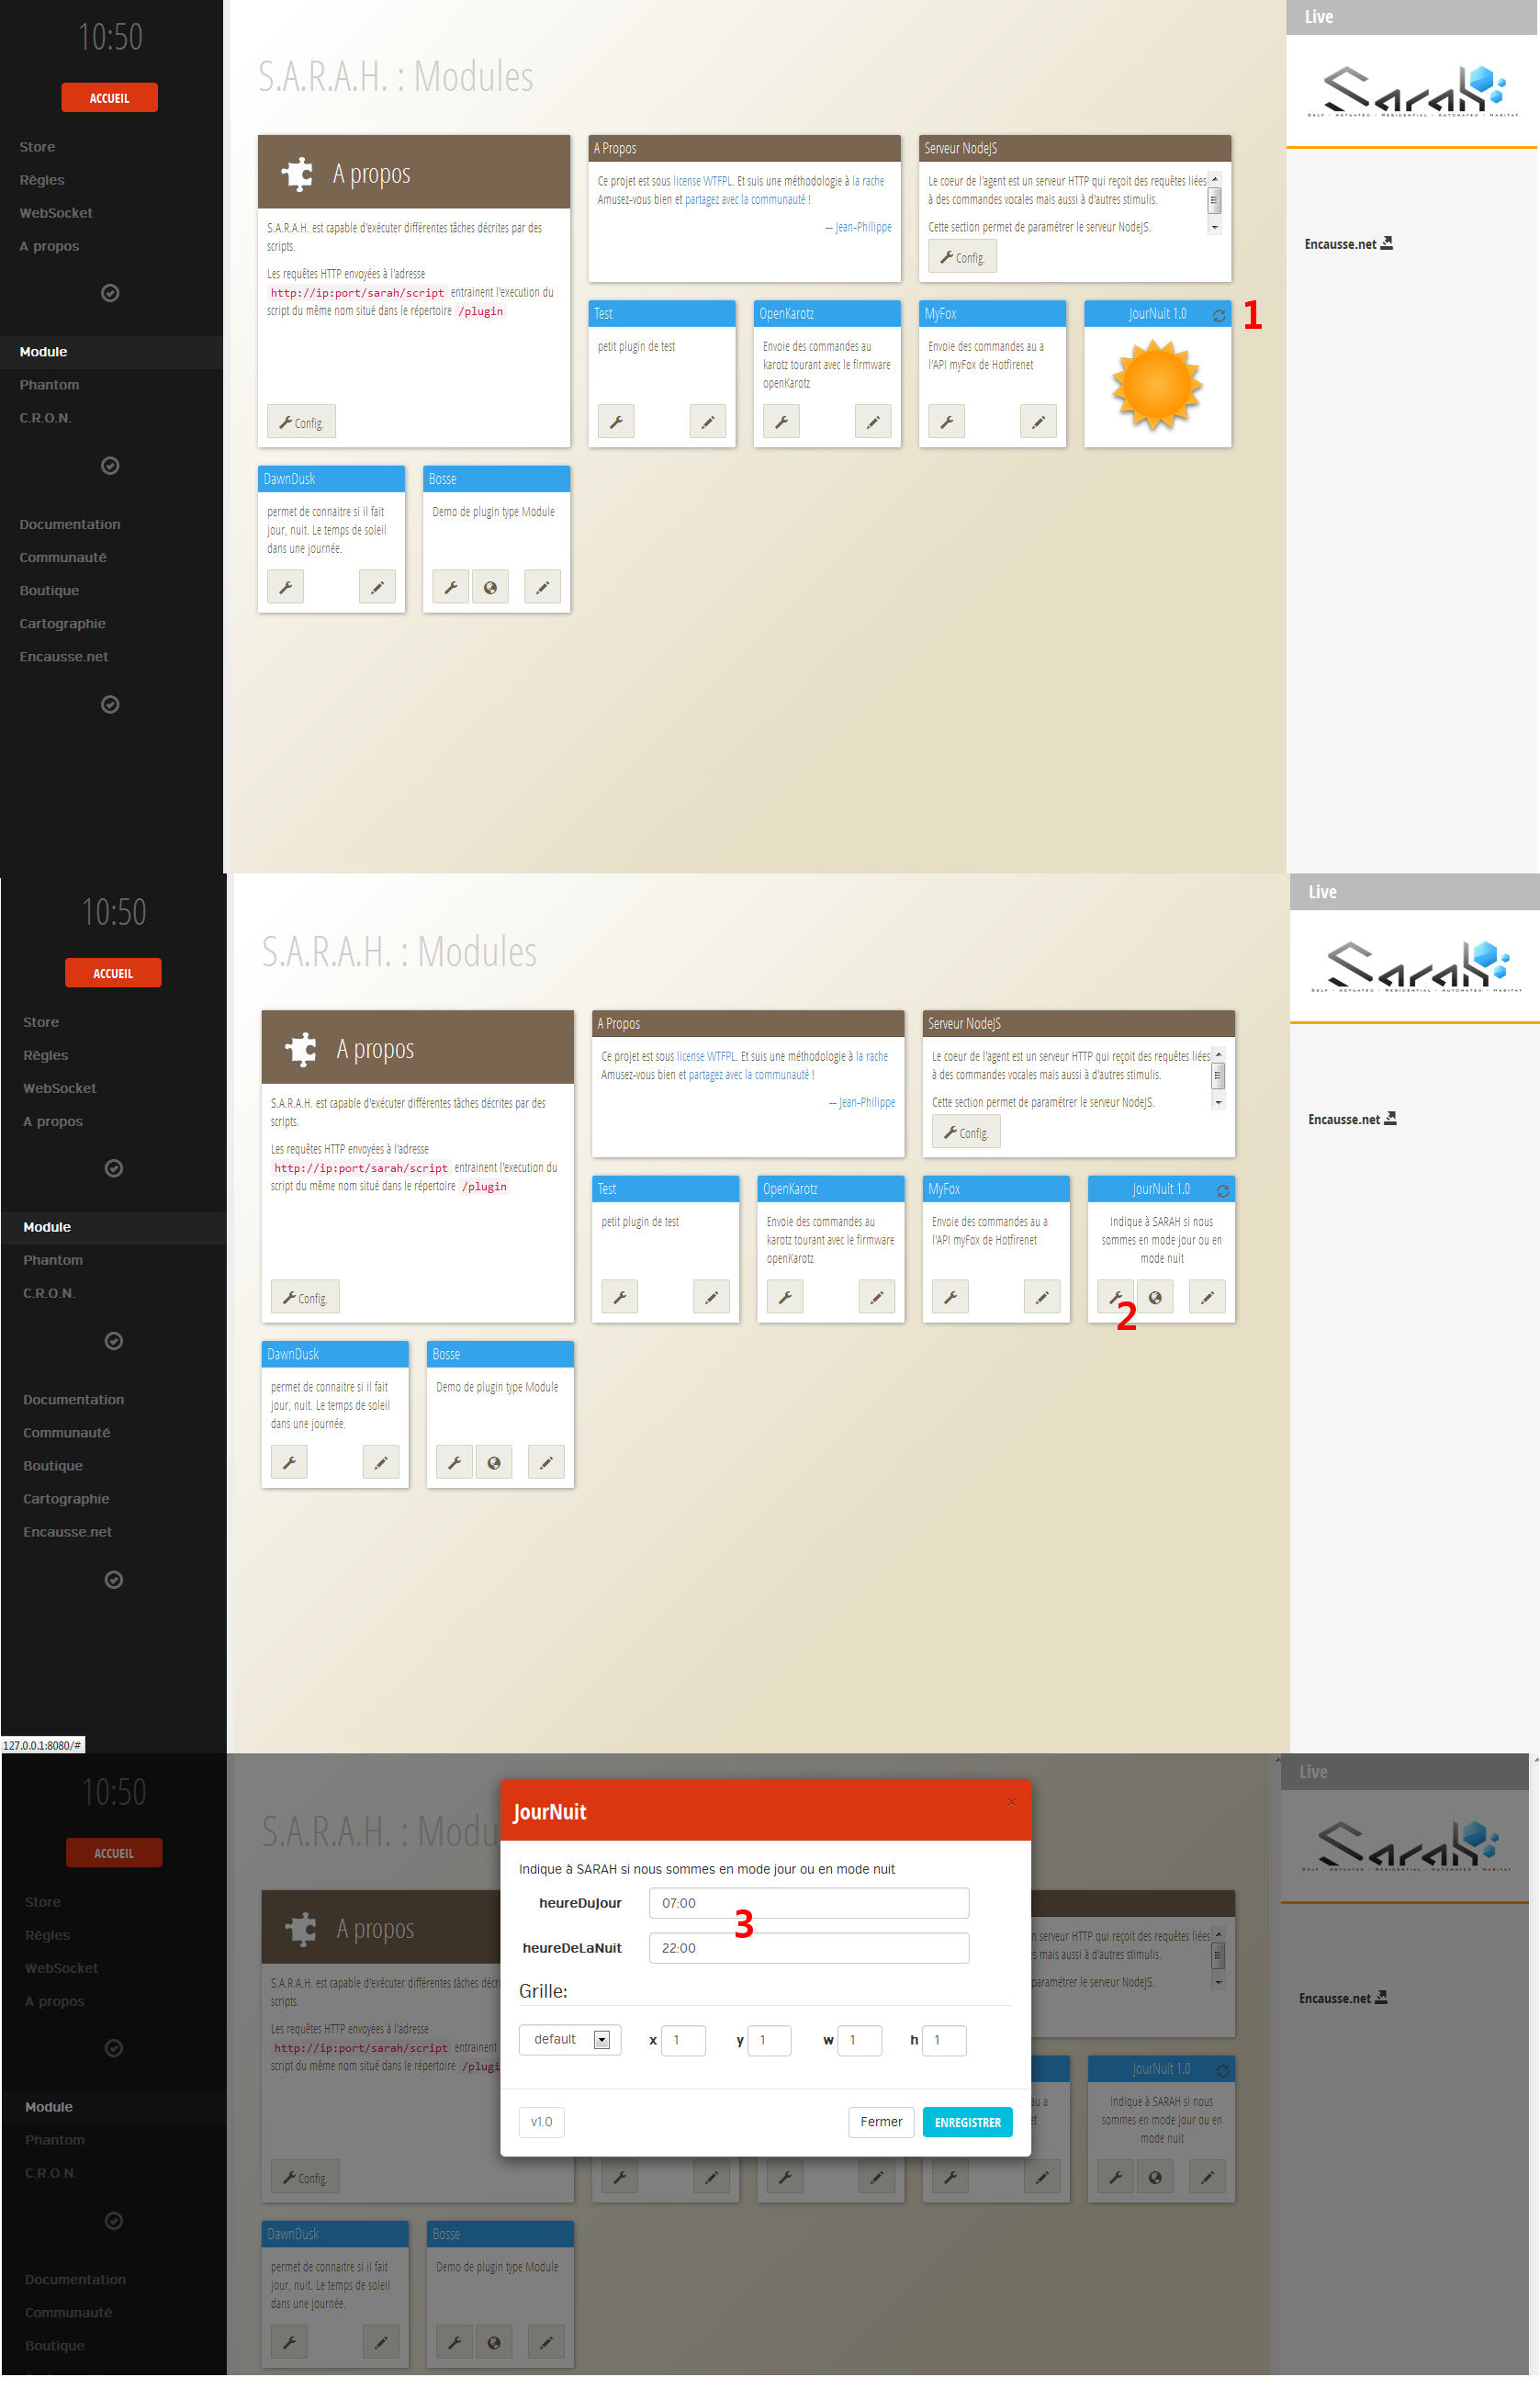 10:50
ACCUEIL
Store
Règles
WebSocket
A propos
Module
Phantom
C.R.O.N.
Documentation
Communauté
Boutique
Cartographie
Encausse.net
S.A.R.A.H. : Modules
A propos
S.A.R.A.H. est capable d'exécuter différentes tâches décrites par des
scripts.
Les requêtes HTTP envoyées à l'adresse
http://ip:port/sarah/script entrainent l'execution du
script du même nom situé dans le répertoire /plugin
Config.
A Propos
Ce projet est sous license WTFPL. Et suis une méthodologie à la rache
Amusez-vous bien et partagez avec la communauté !
-- Jean-Philippe
Serveur NodeJS
Le coeur de l'agent est un serveur HTTP qui reçoit des requêtes liées
à des commandes vocales mais aussi à d'autres stimulis.
Cette section permet de paramétrer le serveur NodeJS.
Config.
Test
petit plugin de test
OpenKarotz
Envoie des commandes au
karotz tourant avec le firmware
openKarotz
MyFox
Envoie des commandes au a
l'API myFox de Hotfirenet
JourNuit 1.0
1
DawnDusk
permet de connaitre si il fait
jour, nuit. Le temps de soleil
dans une journée.
Bosse
Demo de plugin type Module
Live
Sarah
SELF - ACTUATED - RESIDENTIAL - AUTOMATED - HABITAT
Encausse.net
10:50
ACCUEIL
Store
Règles
WebSocket
A propos
Module
Phantom
C.R.O.N.
Documentation
Communauté
Boutique
Cartographie
Encausse.net
127.0.0.1:8080/#
S.A.R.A.H. : Modules
A propos
S.A.R.A.H. est capable d'exécuter différentes tâches décrites par des
scripts.
Les requêtes HTTP envoyées à l'adresse
http://ip:port/sarah/script entrainent l'execution du
script du même nom situé dans le répertoire /plugin
Config.
A Propos
Ce projet est sous license WTFPL. Et suis une méthodologie à la rache
Amusez-vous bien et partagez avec la communauté !
-- Jean-Philippe
Serveur NodeJS
Le coeur de l'agent est un serveur HTTP qui reçoit des requêtes liées
à des commandes vocales mais aussi à d'autres stimulis.
Cette section permet de paramétrer le serveur NodeJS.
Config.
Test
petit plugin de test
OpenKarotz
Envoie des commandes au
karotz tourant avec le firmware
openKarotz
MyFox
Envoie des commandes au a
l'API myFox de Hotfirenet
JourNuit 1.0
Indique à SARAH si nous
sommes en mode jour ou en
mode nuit
2
DawnDusk
permet de connaitre si il fait
jour, nuit. Le temps de soleil
dans une journée.
Bosse
Demo de plugin type Module
Live
Sarah
SELF - ACTUATED - RESIDENTIAL - AUTOMATED - HABITAT
Encausse.net
10:50
ACCUEIL
Store
Règles
WebSocket
A propos
Module
Phantom
C.R.O.N.
Documentation
Communauté
Boutique
S.A.R.A.H. : Modu
A propos
S.A.R.A.H. est capable d'exécuter différentes tâches décri
scripts.
Les requêtes HTTP envoyées à l'adresse
http://ip:port/sarah/script entrainent
script du même nom situé dans le répertoire /plugi
Config.
JourNuit
×
Indique à SARAH si nous sommes en mode jour ou en mode nuit
heureDuJour 07:00
3
heureDeLaNuit 22:00
Grille:
default x 1 y 1 w 1 h 1
v1.0 Fermer ENREGISTRER
serveur HTTP qui reçoit des requêtes liées
mais aussi à d'autres stimulis.
paramétrer le serveur NodeJS.
au a
et
JourNuit 1.0
Indique à SARAH si nous
sommes en mode jour ou en
mode nuit
DawnDusk
permet de connaitre si il fait
jour, nuit. Le temps de soleil
dans une journée.
Bosse
Demo de plugin type Module
Live
Sarah
SELF - ACTUATED - RESIDENTIAL - AUTOMATED - HABITAT
Encausse.net